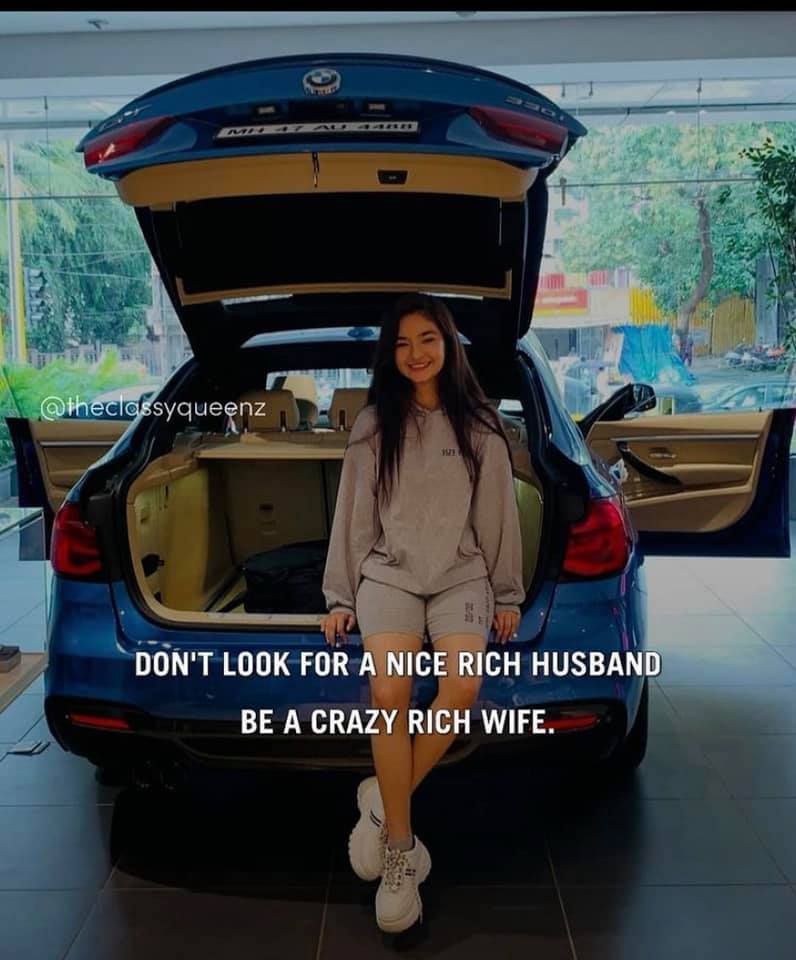 330i
MH 47 AU 4488
@theclassyqueenz
DON'T LOOK FOR A NICE RICH HUSBAND
BE A CRAZY RICH WIFE.